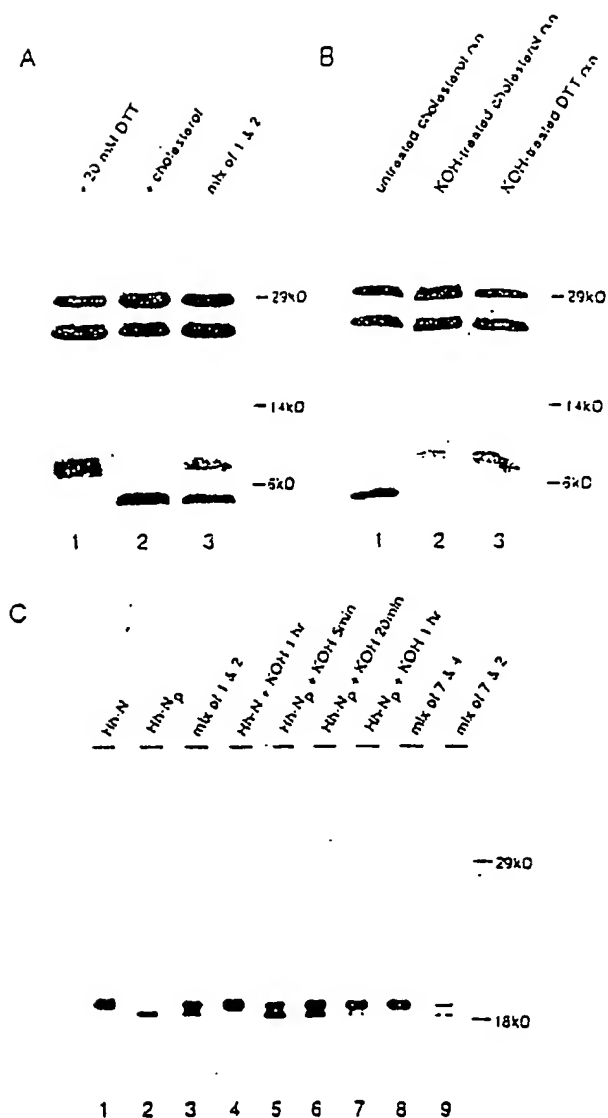 A
+ 20 mM DTT
+ cholesterol
mix of 1 & 2
29kD
14kD
6kD
1 2 3
B
untreated cholesterol rxn
KOH-treated cholesterol rxn
KOH-treated DTT rxn
29kD
14kD
6kD
1 2 3
C
Hh-N
Hh-Np
mix of 1 & 2
Hh-N + KOH 1 hr
Hh-Np + KOH 5min
Hh-Np + KOH 20min
Hh-Np + KOH 1 hr
mix of 7 & 4
mix of 7 & 2
29kD
18kD
1 2 3 4 5 6 7 8 9